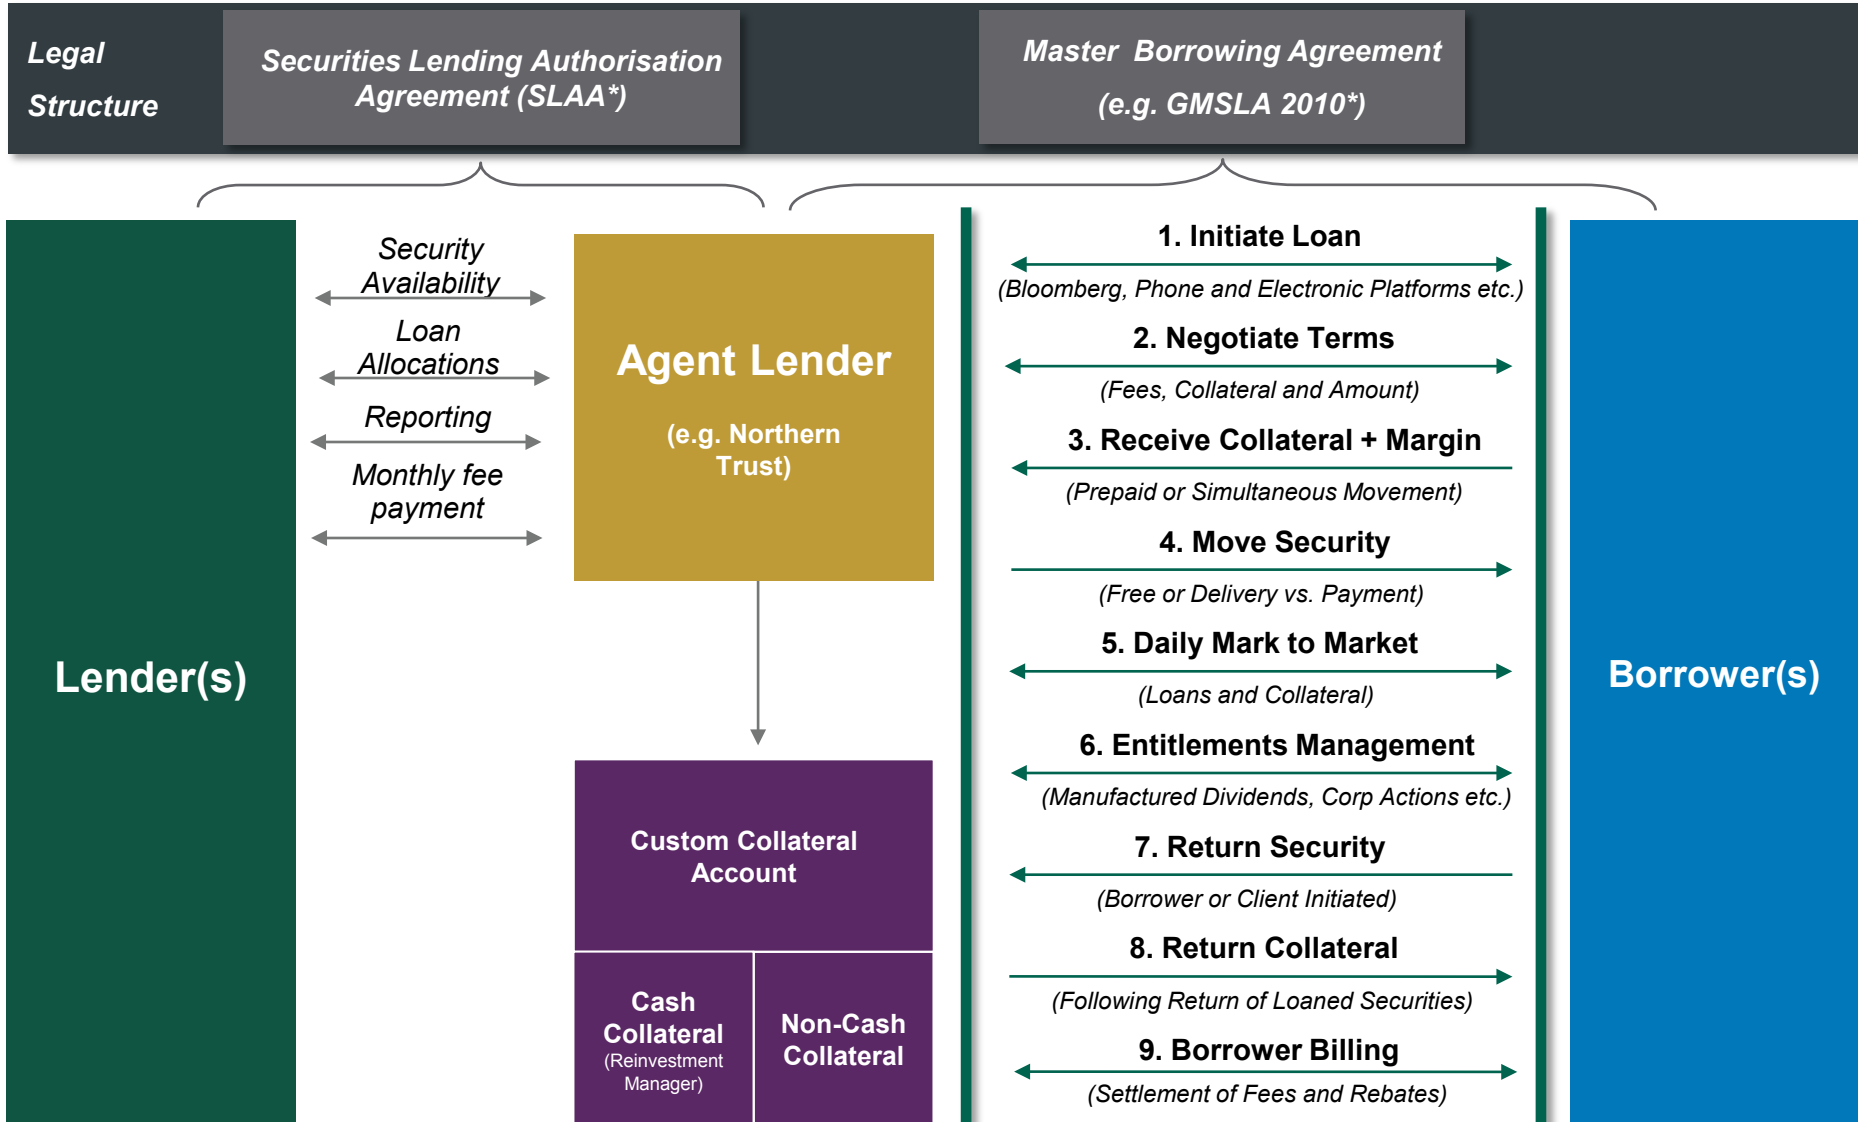 Legal
Structure
Securities Lending Authorisation
Agreement (SLAA*)
Master Borrowing Agreement
(e.g. GMSLA 2010*)
Lender(s)
Security
Availability
Loan
Allocations
Reporting
Monthly fee
payment
Agent Lender
(e.g. Northern
Trust)
Custom Collateral
Account
Cash
Collateral
(Reinvestment
Manager)
Non-Cash
Collateral
1. Initiate Loan
(Bloomberg, Phone and Electronic Platforms etc.)
2. Negotiate Terms
(Fees, Collateral and Amount)
3. Receive Collateral + Margin
(Prepaid or Simultaneous Movement)
4. Move Security
(Free or Delivery vs. Payment)
5. Daily Mark to Market
(Loans and Collateral)
6. Entitlements Management
(Manufactured Dividends, Corp Actions etc.)
7. Return Security
(Borrower or Client Initiated)
8. Return Collateral
(Following Return of Loaned Securities)
9. Borrower Billing
(Settlement of Fees and Rebates)
Borrower(s)